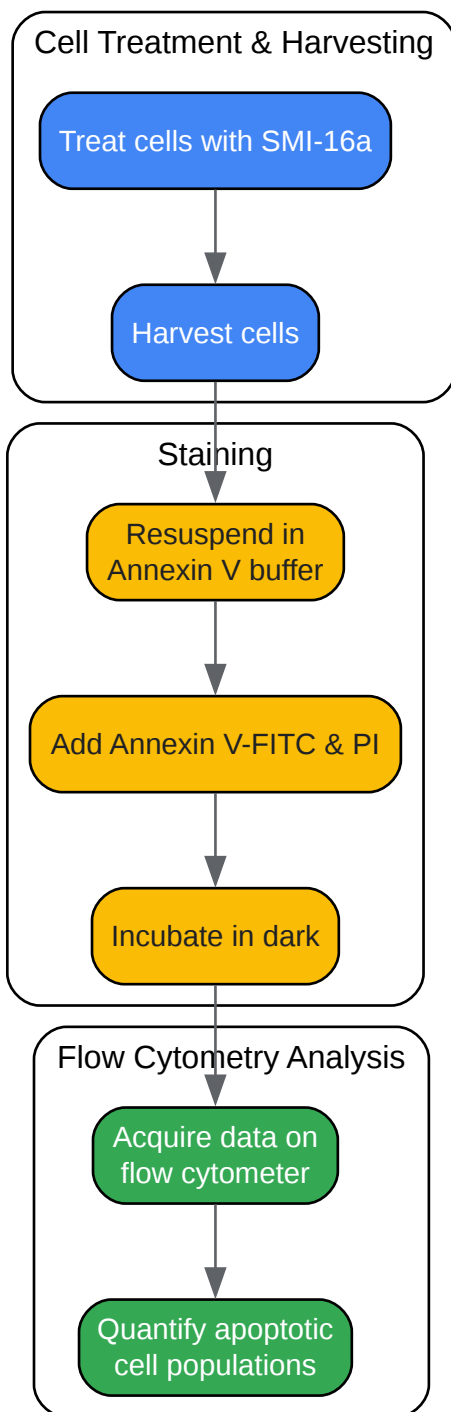 Cell Treatment & Harvesting
Treat cells with SMI-16a
Harvest cells
Staining
Resuspend in
Annexin V buffer
Add Annexin V-FITC & PI
Incubate in dark
Flow Cytometry Analysis
Acquire data on
flow cytometer
Quantify apoptotic
cell populations